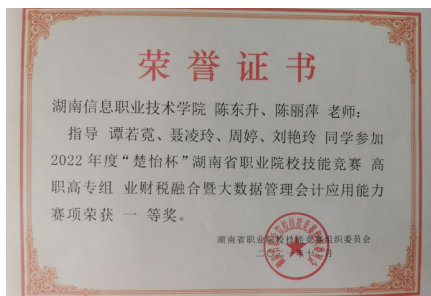 荣誉证书
湖南信息职业技术学院 陈东升、陈丽萍 老师：
指导 谭若霓、聂凌玲、周婷、刘艳玲 同学参加
2022年度“楚怡杯”湖南省职业院校技能竞赛 高
职高专组 业财税融合暨大数据管理会计应用能力
赛项荣获 一 等奖。
湖南省职业院校技能竞赛组织委员会